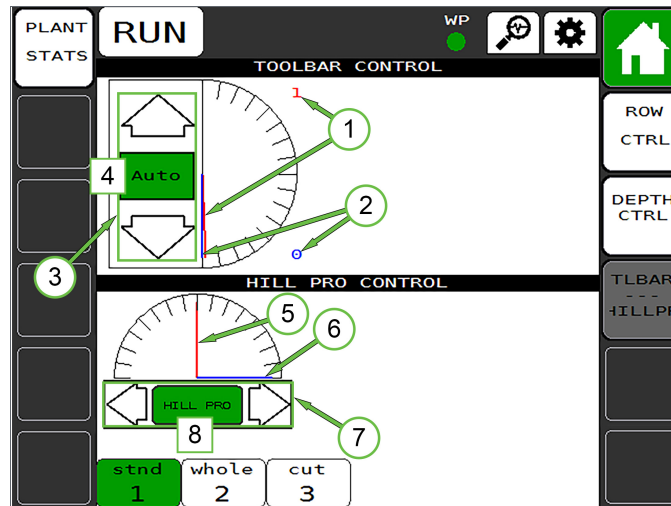 PLANT
STATS
RUN
WP
TOOLBAR CONTROL
1
1
ROW
CTRL
4
Auto
2
DEPTH
CTRL
0
3
HILL PRO CONTROL
TLBAR
---
HILLPR
5
6
HILL PRO
7
8
stnd
1
whole
2
cut
3